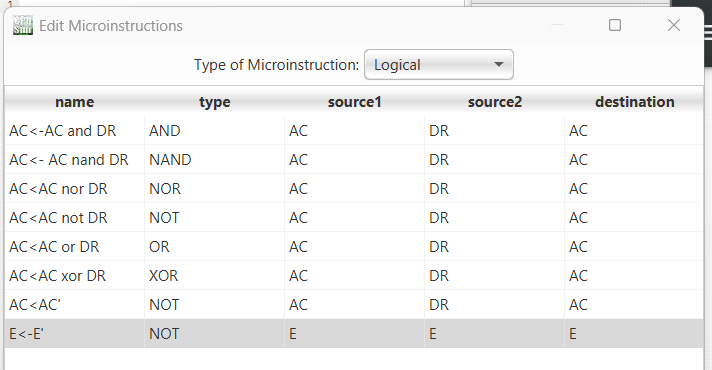 1
Edit Microinstructions
Type of Microinstruction: Logical
name type source1 source2 destination
AC<-AC and DR AND AC DR AC
AC<- AC nand DR NAND AC DR AC
AC<AC nor DR NOR AC DR AC
AC<AC not DR NOT AC DR AC
AC<AC or DR OR AC DR AC
AC<AC xor DR XOR AC DR AC
AC<AC' NOT AC DR AC
E<-E' NOT E E E